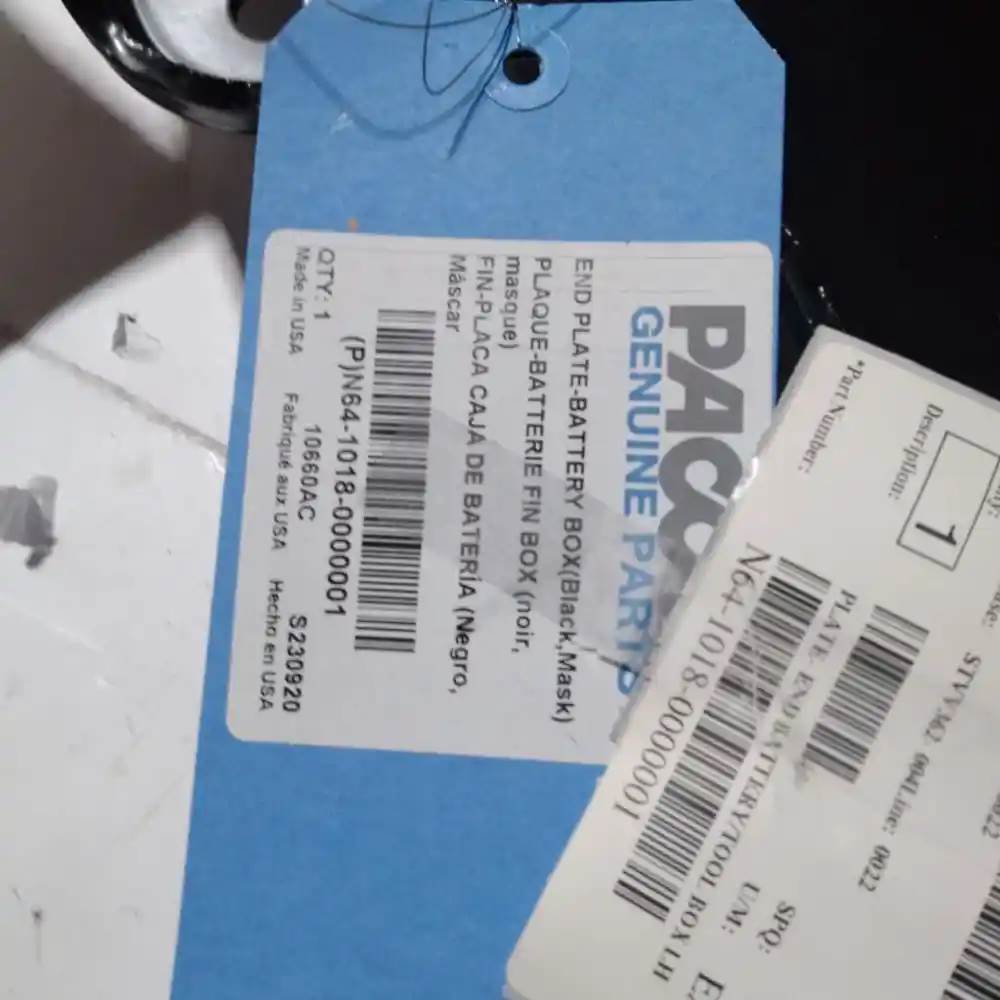 GENUINE PARTS
END PLATE-BATTERY BOX(Black,Mask)
PLAQUE-BATTERIE FIN BOX (noir,
masque)
FIN-PLACA CAJA DE BATERÍA (Negro,
Máscar
(P)N64-1018-0000001
QTY: 1
10660AC
S230920
Made in USA Fabriqué aux USA Hecho en USA
1
Description:
PLATE- END BATTERY/TOOL BOX LH
*Part Number:
N64-1018-0000001
Line: 0022
SPQ:
U/M: